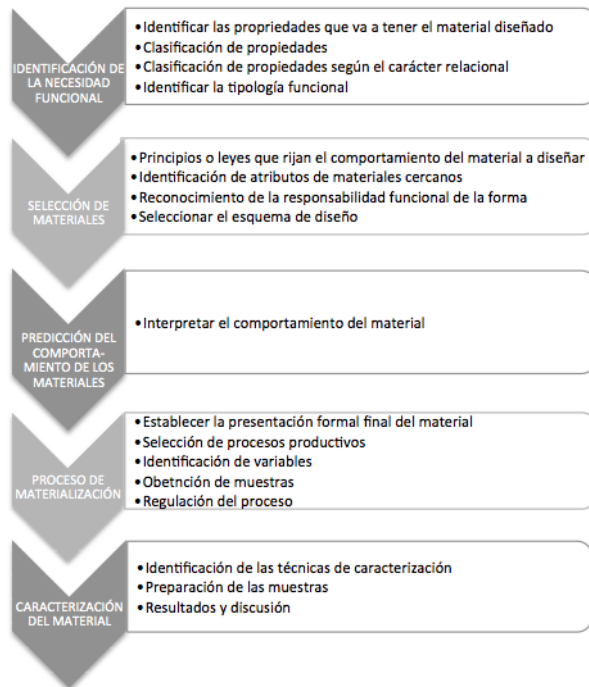 IDENTIFICACIÓN DE
LA NECESIDAD
FUNCIONAL
•Identificar las propriedades que va a tener el material diseñado
•Clasificación de propiedades
•Clasificación de propiedades según el carácter relacional
•Identificar la tipología funcional
SELECCIÓN DE
MATERIALES
•Principios o leyes que rijan el comportamiento del material a diseñar
•Identificación de atributos de materiales cercanos
•Reconocimiento de la responsabilidad funcional de la forma
•Seleccionar el esquema de diseño
PREDICCIÓN DEL
COMPORTA-
MIENTO DE LOS
MATERIALES
•Interpretar el comportamiento del material
PROCESO DE
MATERIALIZACIÓN
•Establecer la presentación formal final del material
•Selección de procesos productivos
•Identificación de variables
•Obetnción de muestras
•Regulación del proceso
CARACTERIZACIÓN
DEL MATERIAL
•Identificación de las técnicas de caracterización
•Preparación de las muestras
•Resultados y discusión